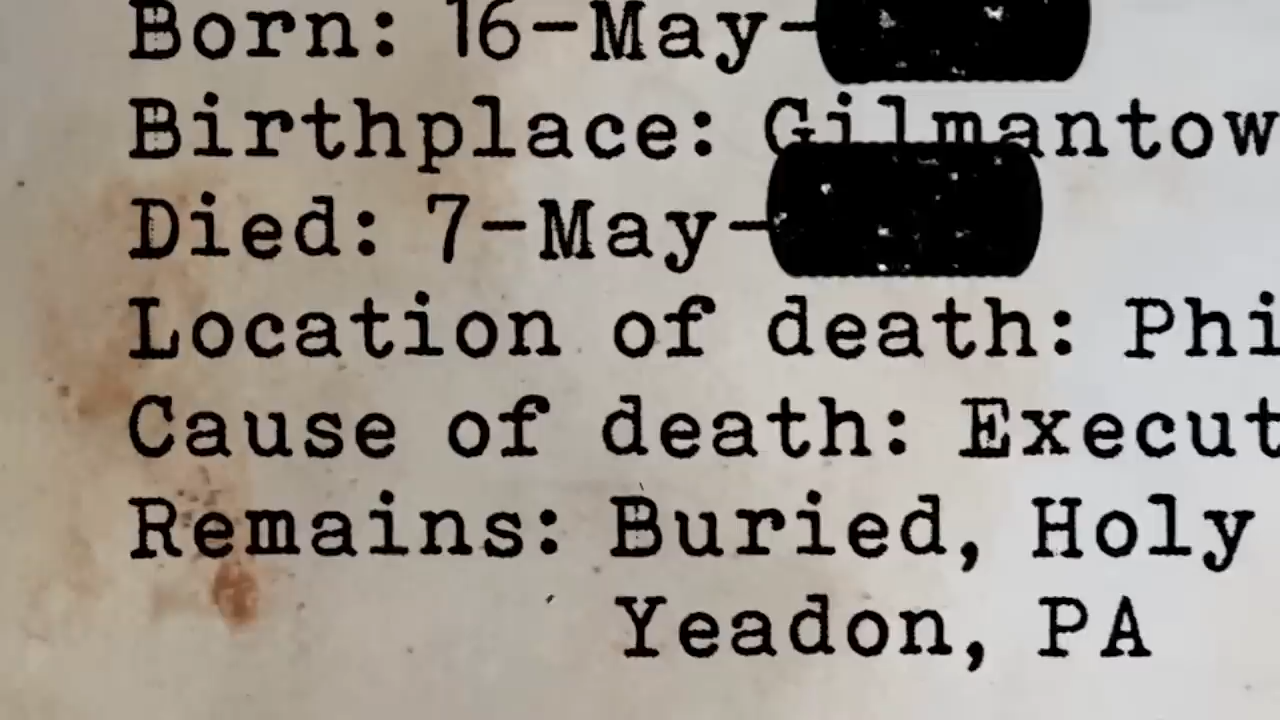 Born: 16-May-
Birthplace: Gilmantow
Died: 7-May-
Location of death: Phi
Cause of death: Execut
Remains: Buried, Holy
Yeadon, PA